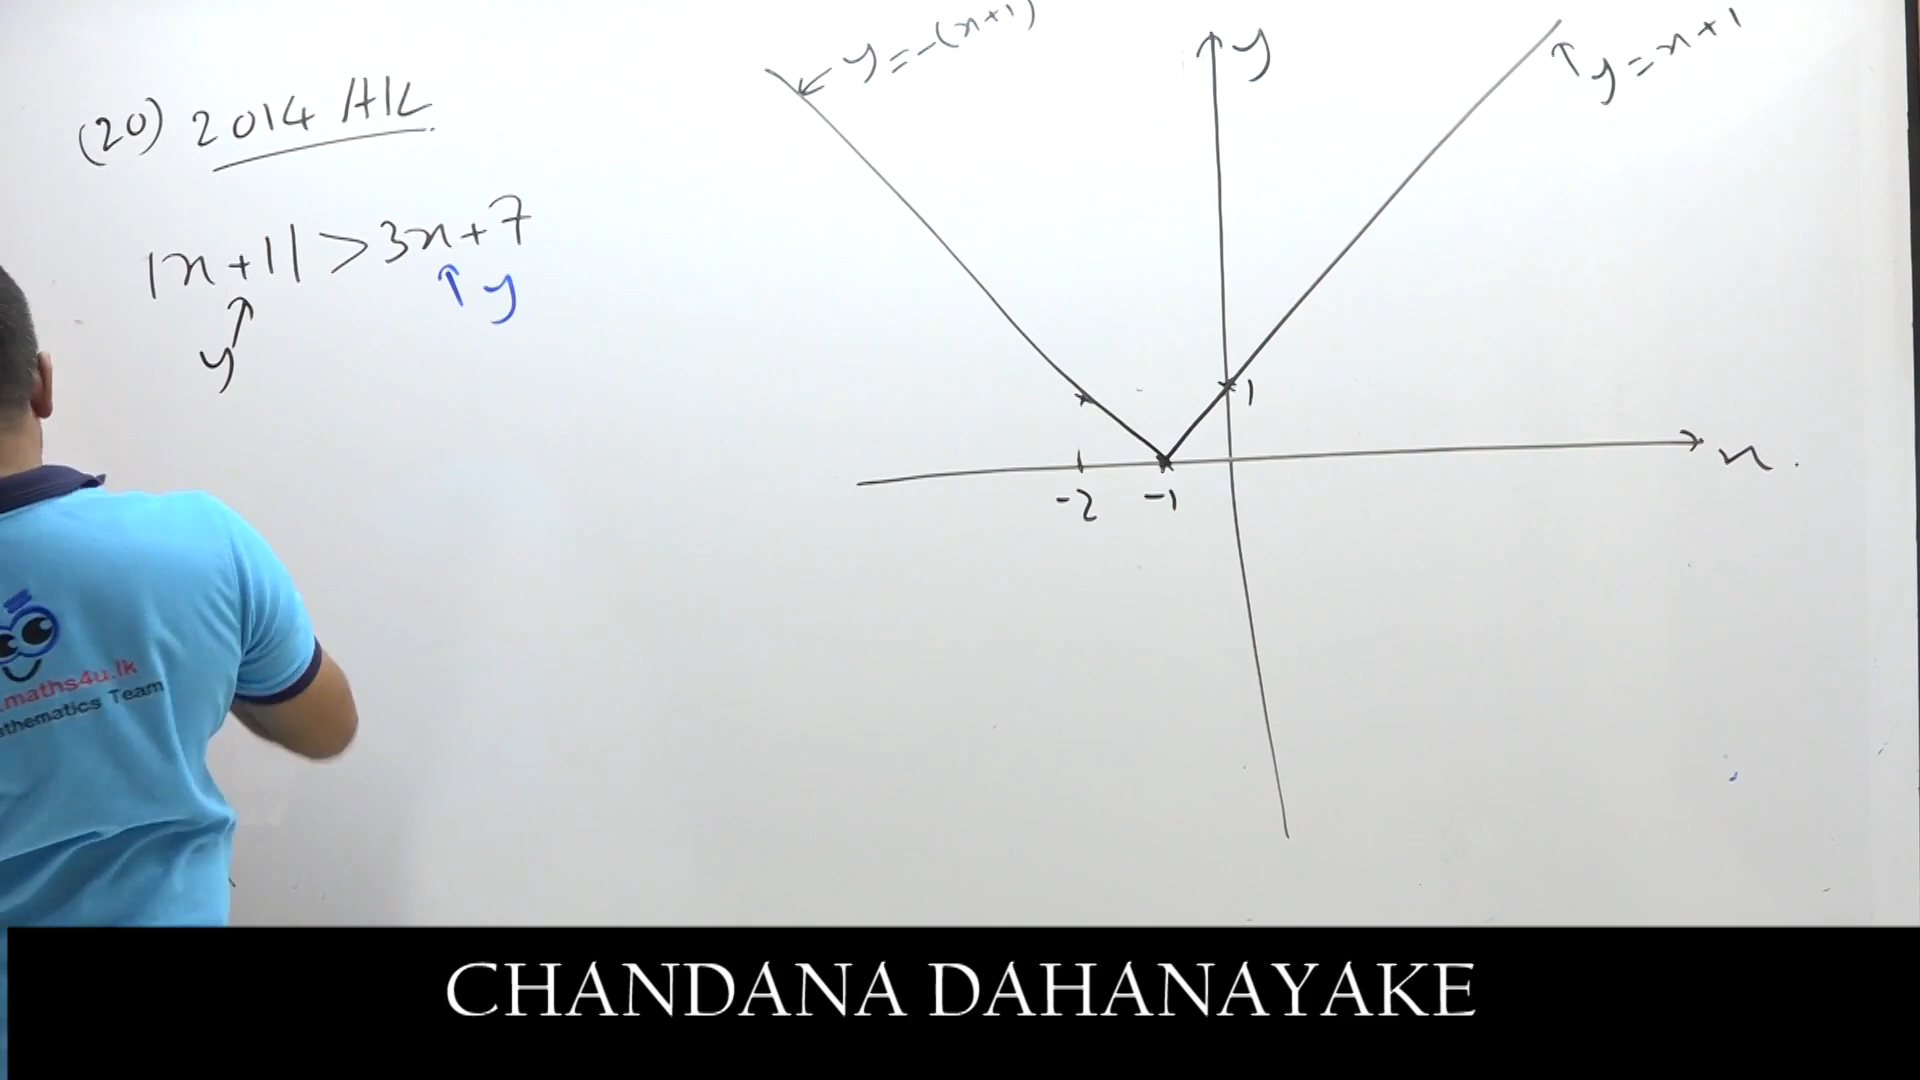 (20) 2014 A/L
|x+1| > 3x+7
y
y
y = -(x+1)
y
y = x+1
1
x
-2 -1
.maths4u.lk
athematics Team
CHANDANA DAHANAYAKE